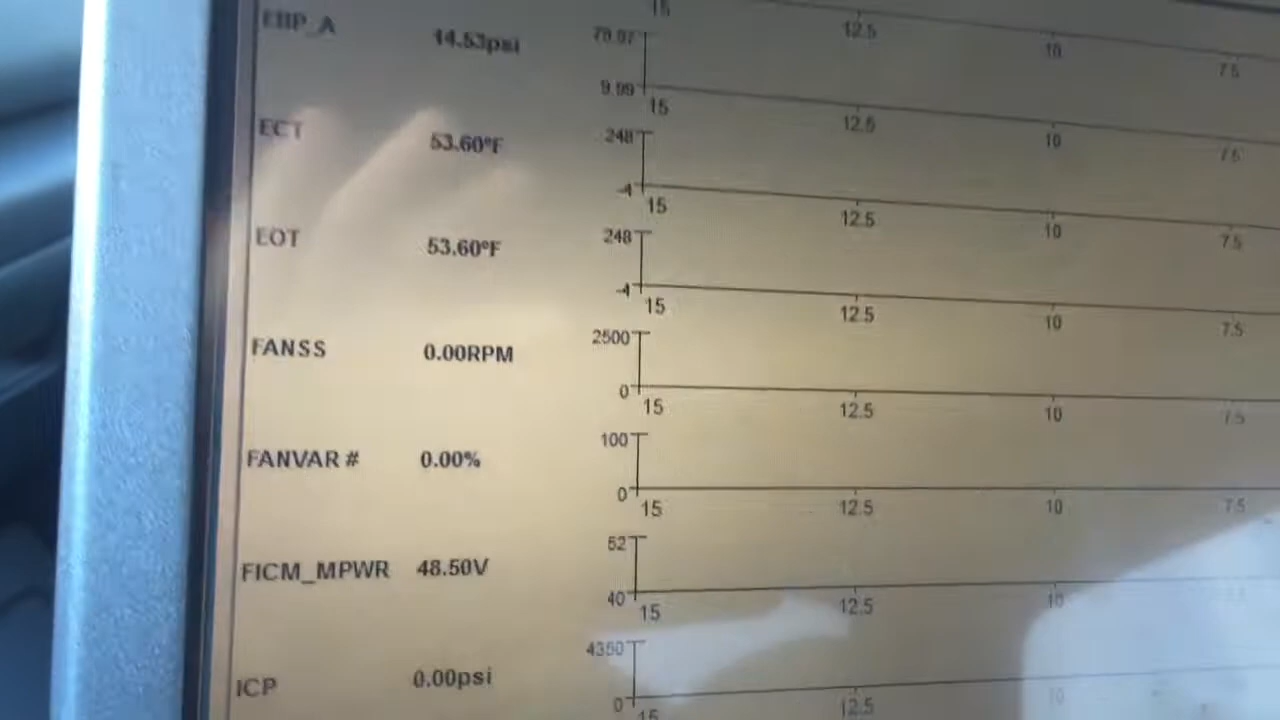 15 12.5
EBP_A 14.53psi 79.97 10 7.5
9.99 15 12.5
ECT 53.60°F 248 10 7.5
-4 15 12.5
EOT 53.60°F 248 10 7.5
-4 15 12.5 10 7.5
FANSS 0.00RPM 2500
0 15 12.5 10 7.5
FANVAR # 0.00% 100
0 15 12.5 10 7.5
FICM_MPWR 48.50V 52
40 15 12.5 10
ICP 0.00psi 4350
0 15 12.5 10